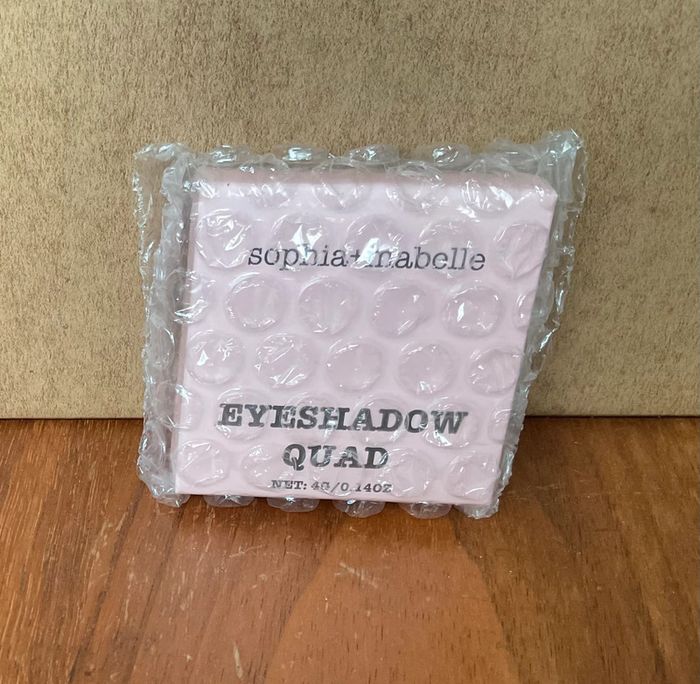 sophia+mabelle
EYESHADOW
QUAD
NET: 4G/0.14OZ